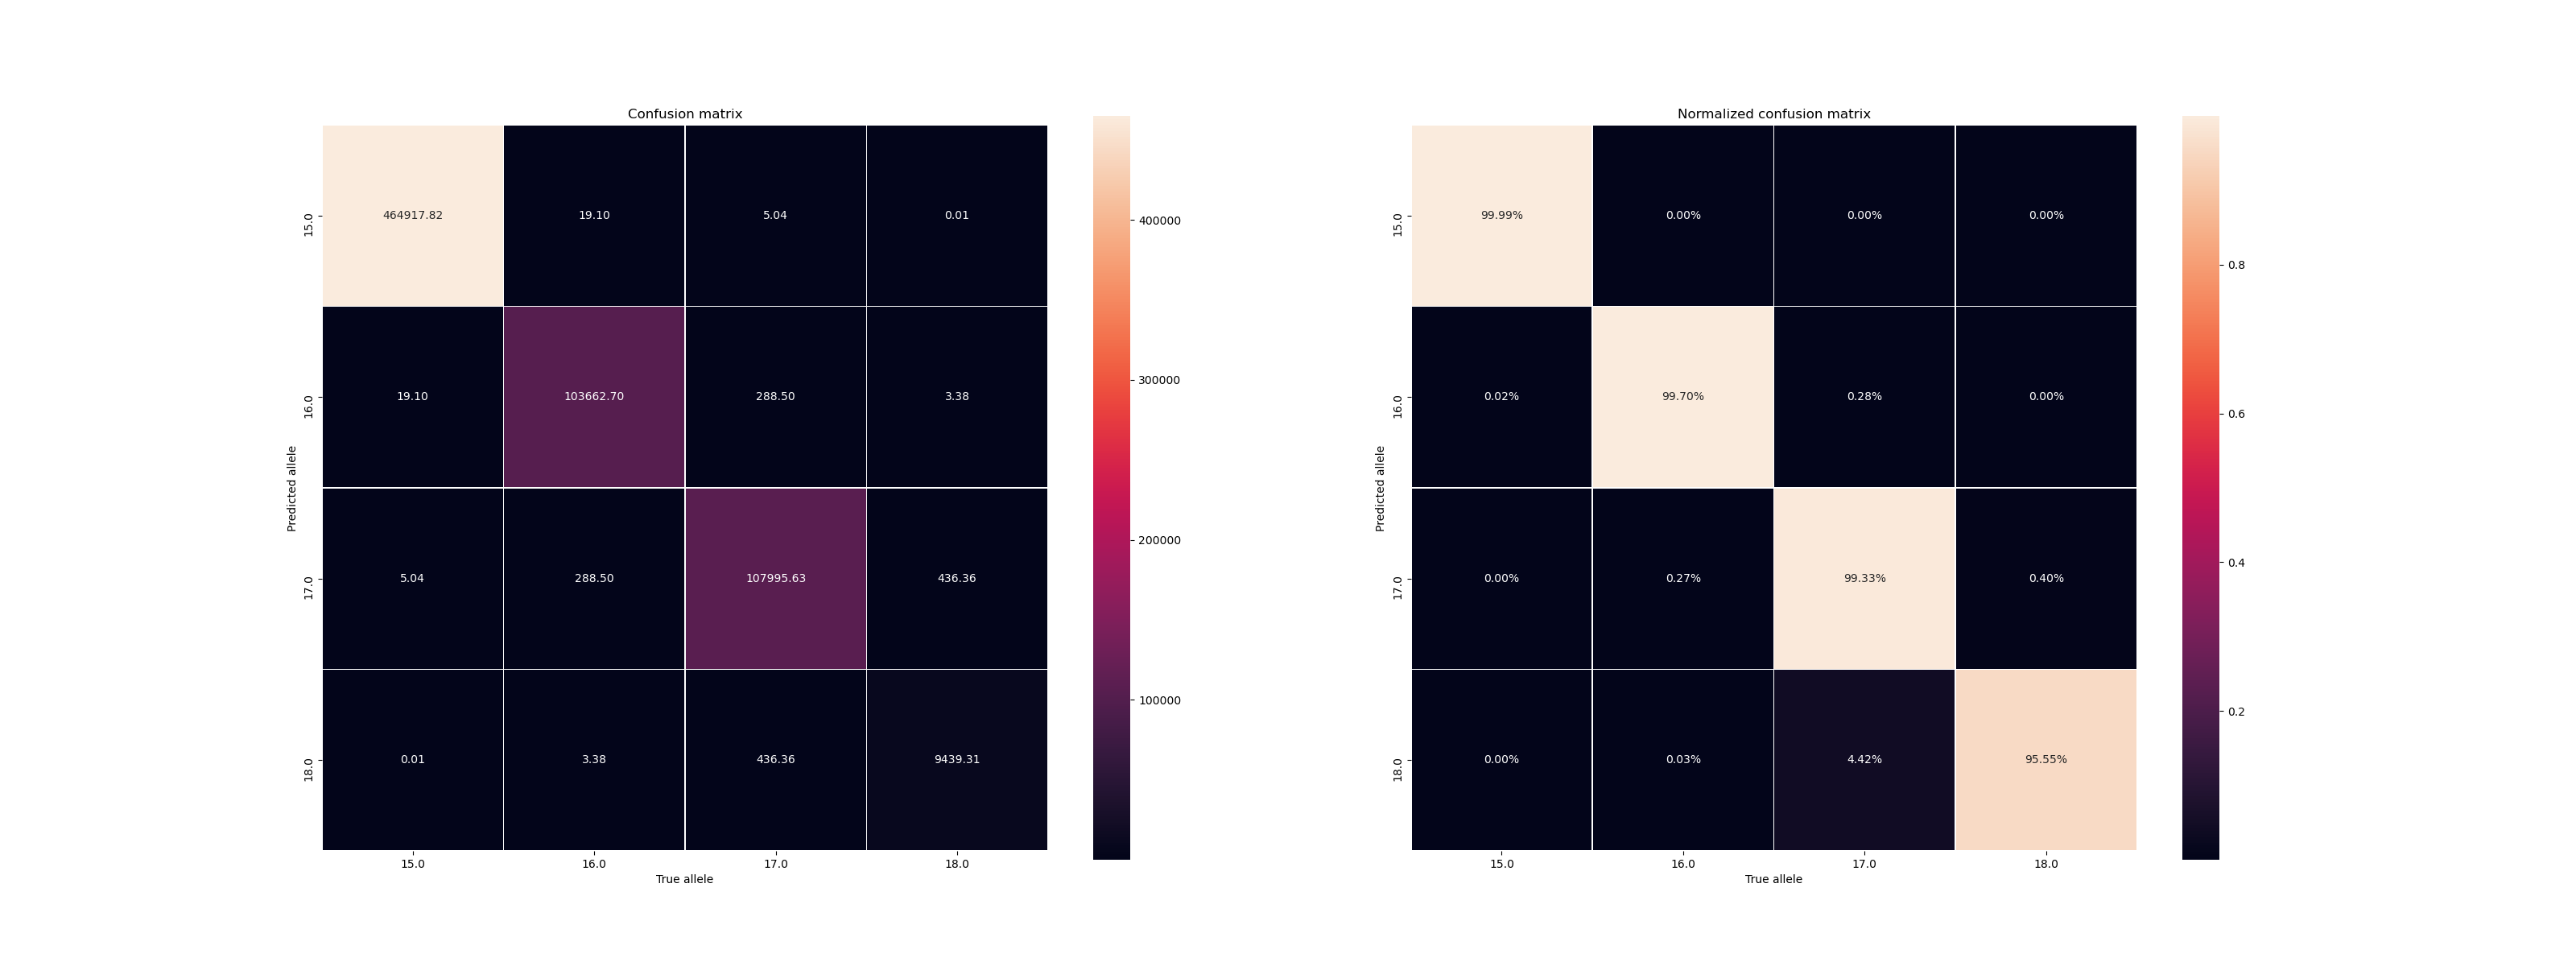 Confusion matrix
Predicted allele
15.0
464917.82 19.10 5.04 0.01
16.0
19.10 103662.70 288.50 3.38
17.0
5.04 288.50 107995.63 436.36
18.0
0.01 3.38 436.36 9439.31
15.0 16.0 17.0 18.0
True allele
400000
300000
200000
100000
Normalized confusion matrix
Predicted allele
15.0
99.99% 0.00% 0.00% 0.00%
16.0
0.02% 99.70% 0.28% 0.00%
17.0
0.00% 0.27% 99.33% 0.40%
18.0
0.00% 0.03% 4.42% 95.55%
15.0 16.0 17.0 18.0
True allele
0.8
0.6
0.4
0.2